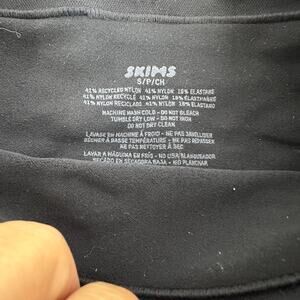 SKIMS
S/P/CH
41% RECYCLED NYLON 41% NYLON 18% ELASTANE
41% NYLON RECYCLÉ 41% NYLON 18% ÉLASTHANNE
41% NYLON RECICLADO 41% NYLON 18% ELASTANO
MACHINE WASH COLD - DO NOT BLEACH
TUMBLE DRY LOW - DO NOT IRON
DO NOT DRY CLEAN
LAVAGE EN MACHINE À FROID - NE PAS JAVELLISER
SÉCHER À BASSE TEMPÉRATURE - NE PAS REPASSER
NE PAS NETTOYER À SEC
LAVAR A MÁQUINA EN FRÍO - NO USAR BLANQUEADOR
SECADO EN SECADORA BAJA - NO PLANCHAR